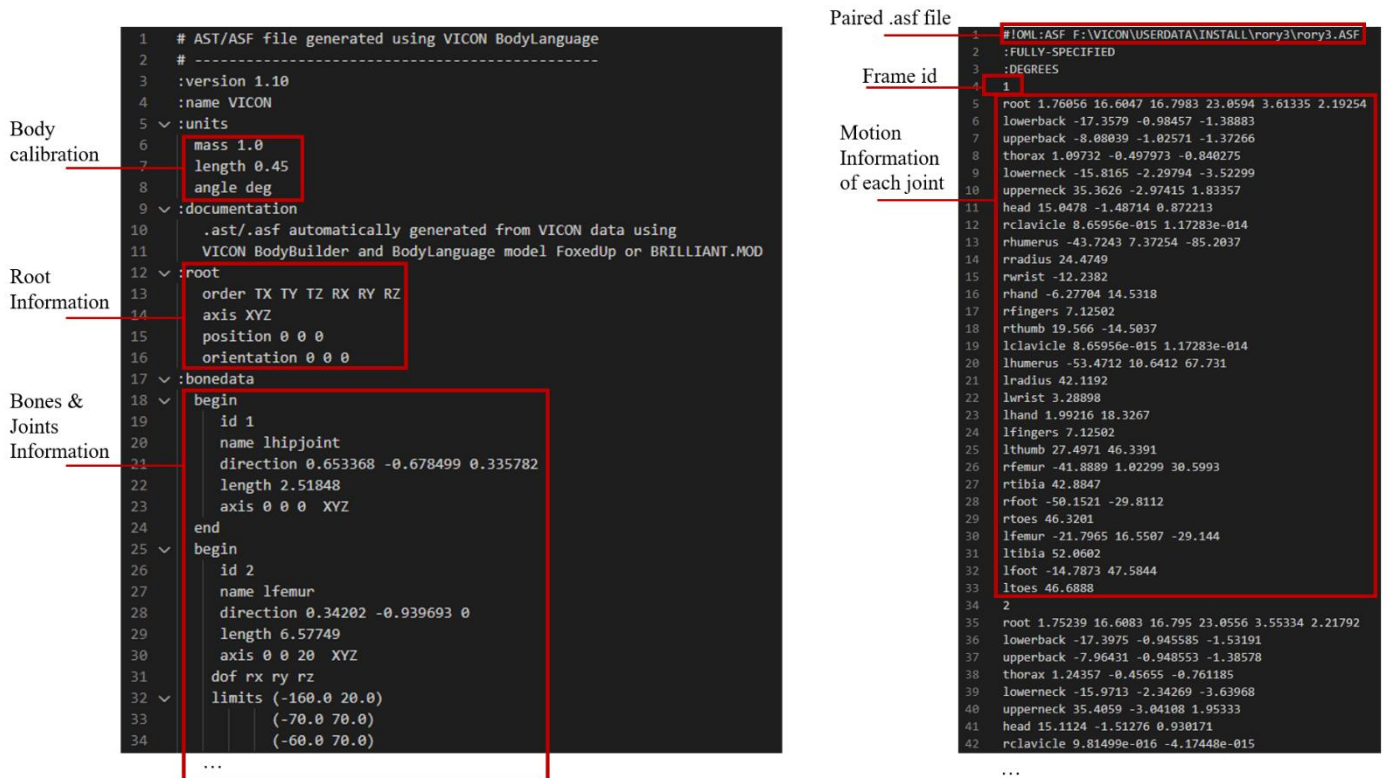 Body
calibration
Root
Information
Bones &
Joints
Information
1 # AST/ASF file generated using VICON BodyLanguage
2 # -----------------------------------------------
3 :version 1.10
4 :name VICON
5 :units
6 mass 1.0
7 length 0.45
8 angle deg
9 :documentation
10 .ast/.asf automatically generated from VICON data using
11 VICON BodyBuilder and BodyLanguage model FoxedUp or BRILLIANT.MOD
12 :root
13 order TX TY TZ RX RY RZ
14 axis XYZ
15 position 0 0 0
16 orientation 0 0 0
17 :bonedata
18 begin
19 id 1
20 name lhipjoint
21 direction 0.653368 -0.678499 0.335782
22 length 2.51848
23 axis 0 0 0 XYZ
24 end
25 begin
26 id 2
27 name lfemur
28 direction 0.34202 -0.939693 0
29 length 6.57749
30 axis 0 0 20 XYZ
31 dof rx ry rz
32 limits (-160.0 20.0)
33 (-70.0 70.0)
34 (-60.0 70.0)
...
Paired .asf file
Frame id
Motion
Information
of each joint
1 #!OML:ASF F:\VICON\USERDATA\INSTALL\rory3\rory3.ASF
2 :FULLY-SPECIFIED
3 :DEGREES
4 1
5 root 1.76056 16.6047 16.7983 23.0594 3.61335 2.19254
6 lowerback -17.3579 -0.98457 -1.38883
7 upperback -8.08039 -1.02571 -1.37266
8 thorax 1.09732 -0.497973 -0.840275
9 lowerneck -15.8165 -2.29794 -3.52299
10 upperneck 35.3626 -2.97415 1.83357
11 head 15.0478 -1.48714 0.872213
12 rclavicle 8.65956e-015 1.17283e-014
13 rhumerus -43.7243 7.37254 -85.2037
14 rradius 24.4749
15 rwrist -12.2382
16 rhand -6.27704 14.5318
17 rfingers 7.12502
18 rthumb 19.566 -14.5037
19 lclavicle 8.65956e-015 1.17283e-014
20 lhumerus -53.4712 10.6412 67.731
21 lradius 42.1192
22 lwrist 3.28898
23 lhand 1.99216 18.3267
24 lfingers 7.12502
25 lthumb 27.4971 46.3391
26 rfemur -41.8889 1.02299 30.5993
27 rtibia 42.8847
28 rfoot -50.1521 -29.8112
29 rtoes 46.3201
30 lfemur -21.7965 16.5507 -29.144
31 ltibia 52.0602
32 lfoot -14.7873 47.5844
33 ltoes 46.6888
34 2
35 root 1.75239 16.6083 16.795 23.0556 3.55334 2.21792
36 lowerback -17.3975 -0.945585 -1.53191
37 upperback -7.96431 -0.948553 -1.38578
38 thorax 1.24357 -0.45655 -0.761185
39 lowerneck -15.9713 -2.34269 -3.63968
40 upperneck 35.4059 -3.04108 1.95333
41 head 15.1124 -1.51276 0.930171
42 rclavicle 9.81499e-016 -4.17448e-015
...